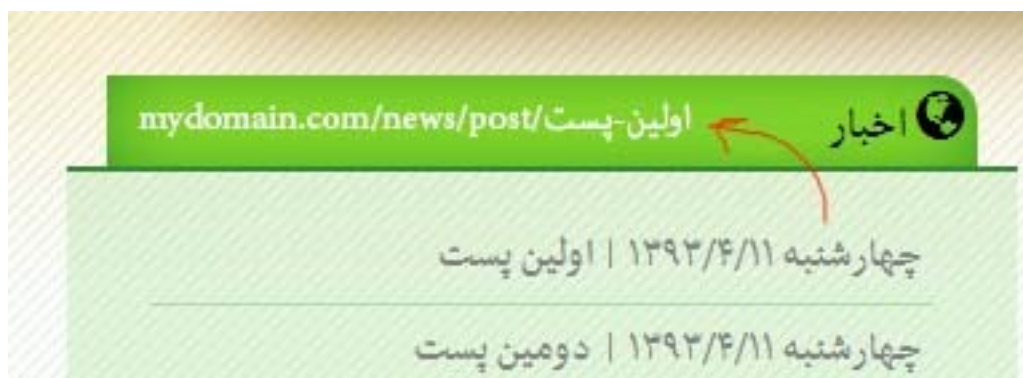 اخبار
mydomain.com/news/post/اولین-پست
چهارشنبه ۱۳۹۳/۴/۱۱ | اولین پست
چهارشنبه ۱۳۹۳/۴/۱۱ | دومین پست